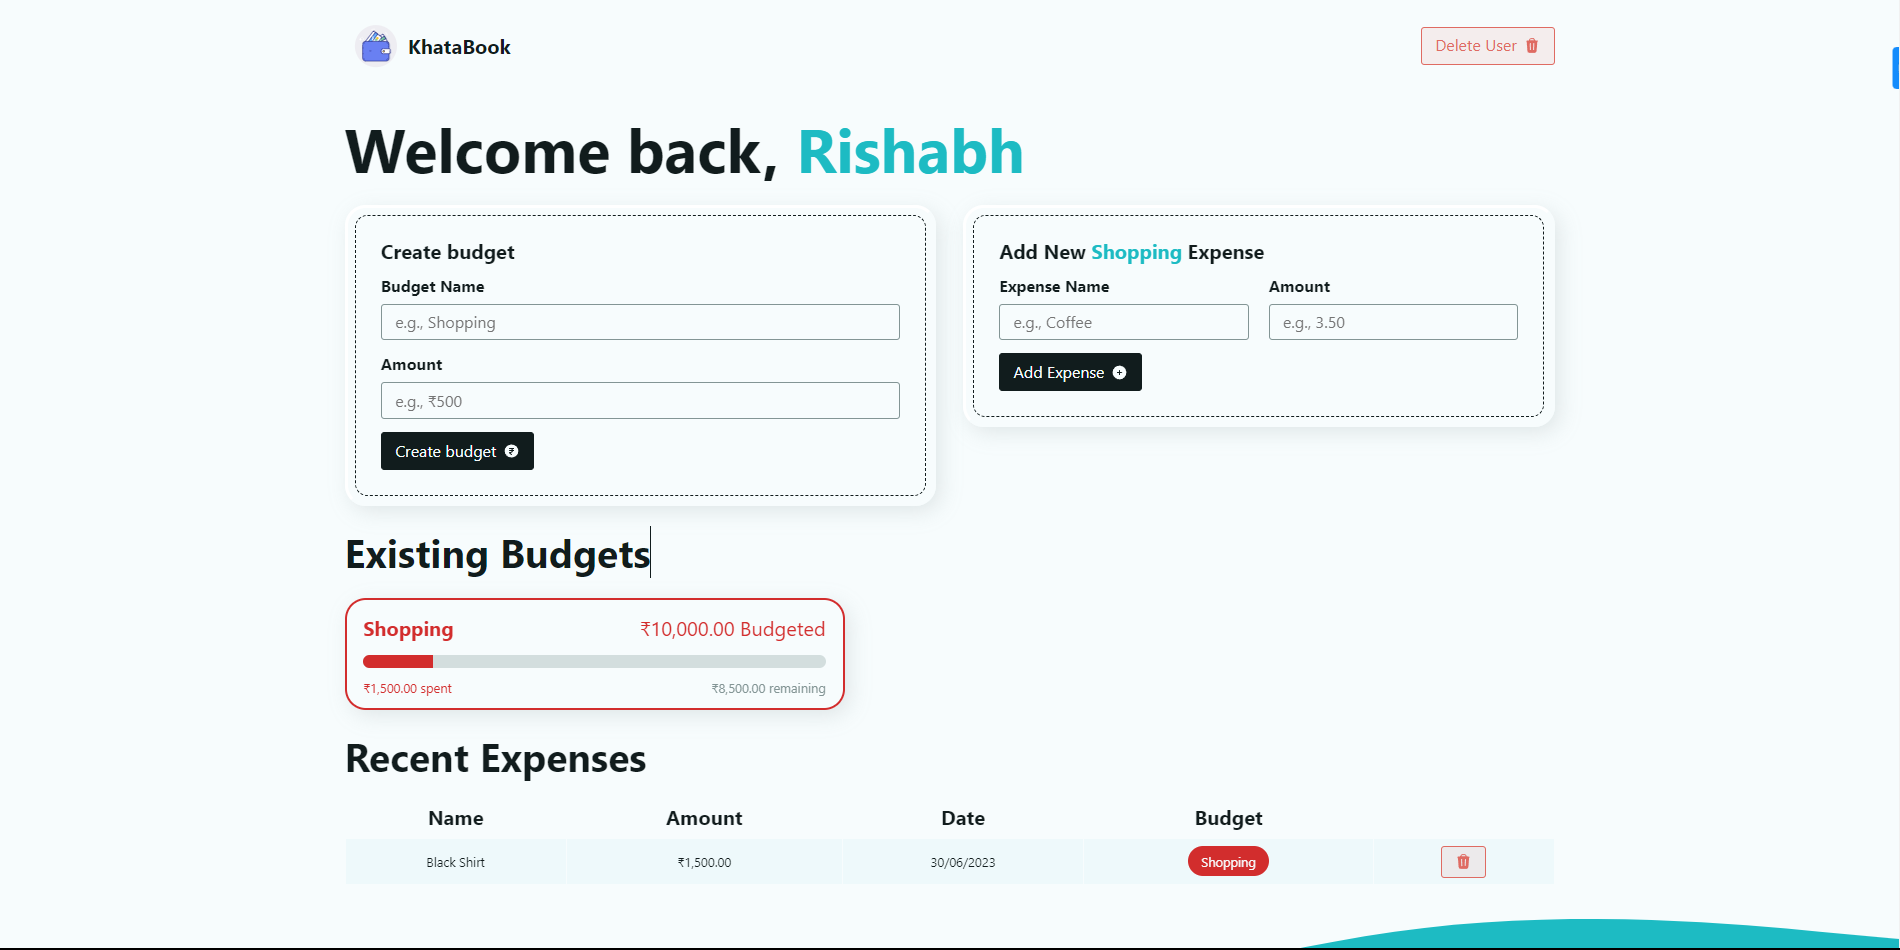 KhataBook
Delete User
Welcome back, Rishabh
Create budget
Budget Name
e.g., Shopping
Amount
e.g., ₹500
Create budget
Add New Shopping Expense
Expense Name
Amount
e.g., Coffee
e.g., 3.50
Add Expense
Existing Budgets
Shopping
₹10,000.00 Budgeted
₹1,500.00 spent
₹8,500.00 remaining
Recent Expenses
Name Amount Date Budget
Black Shirt ₹1,500.00 30/06/2023 Shopping